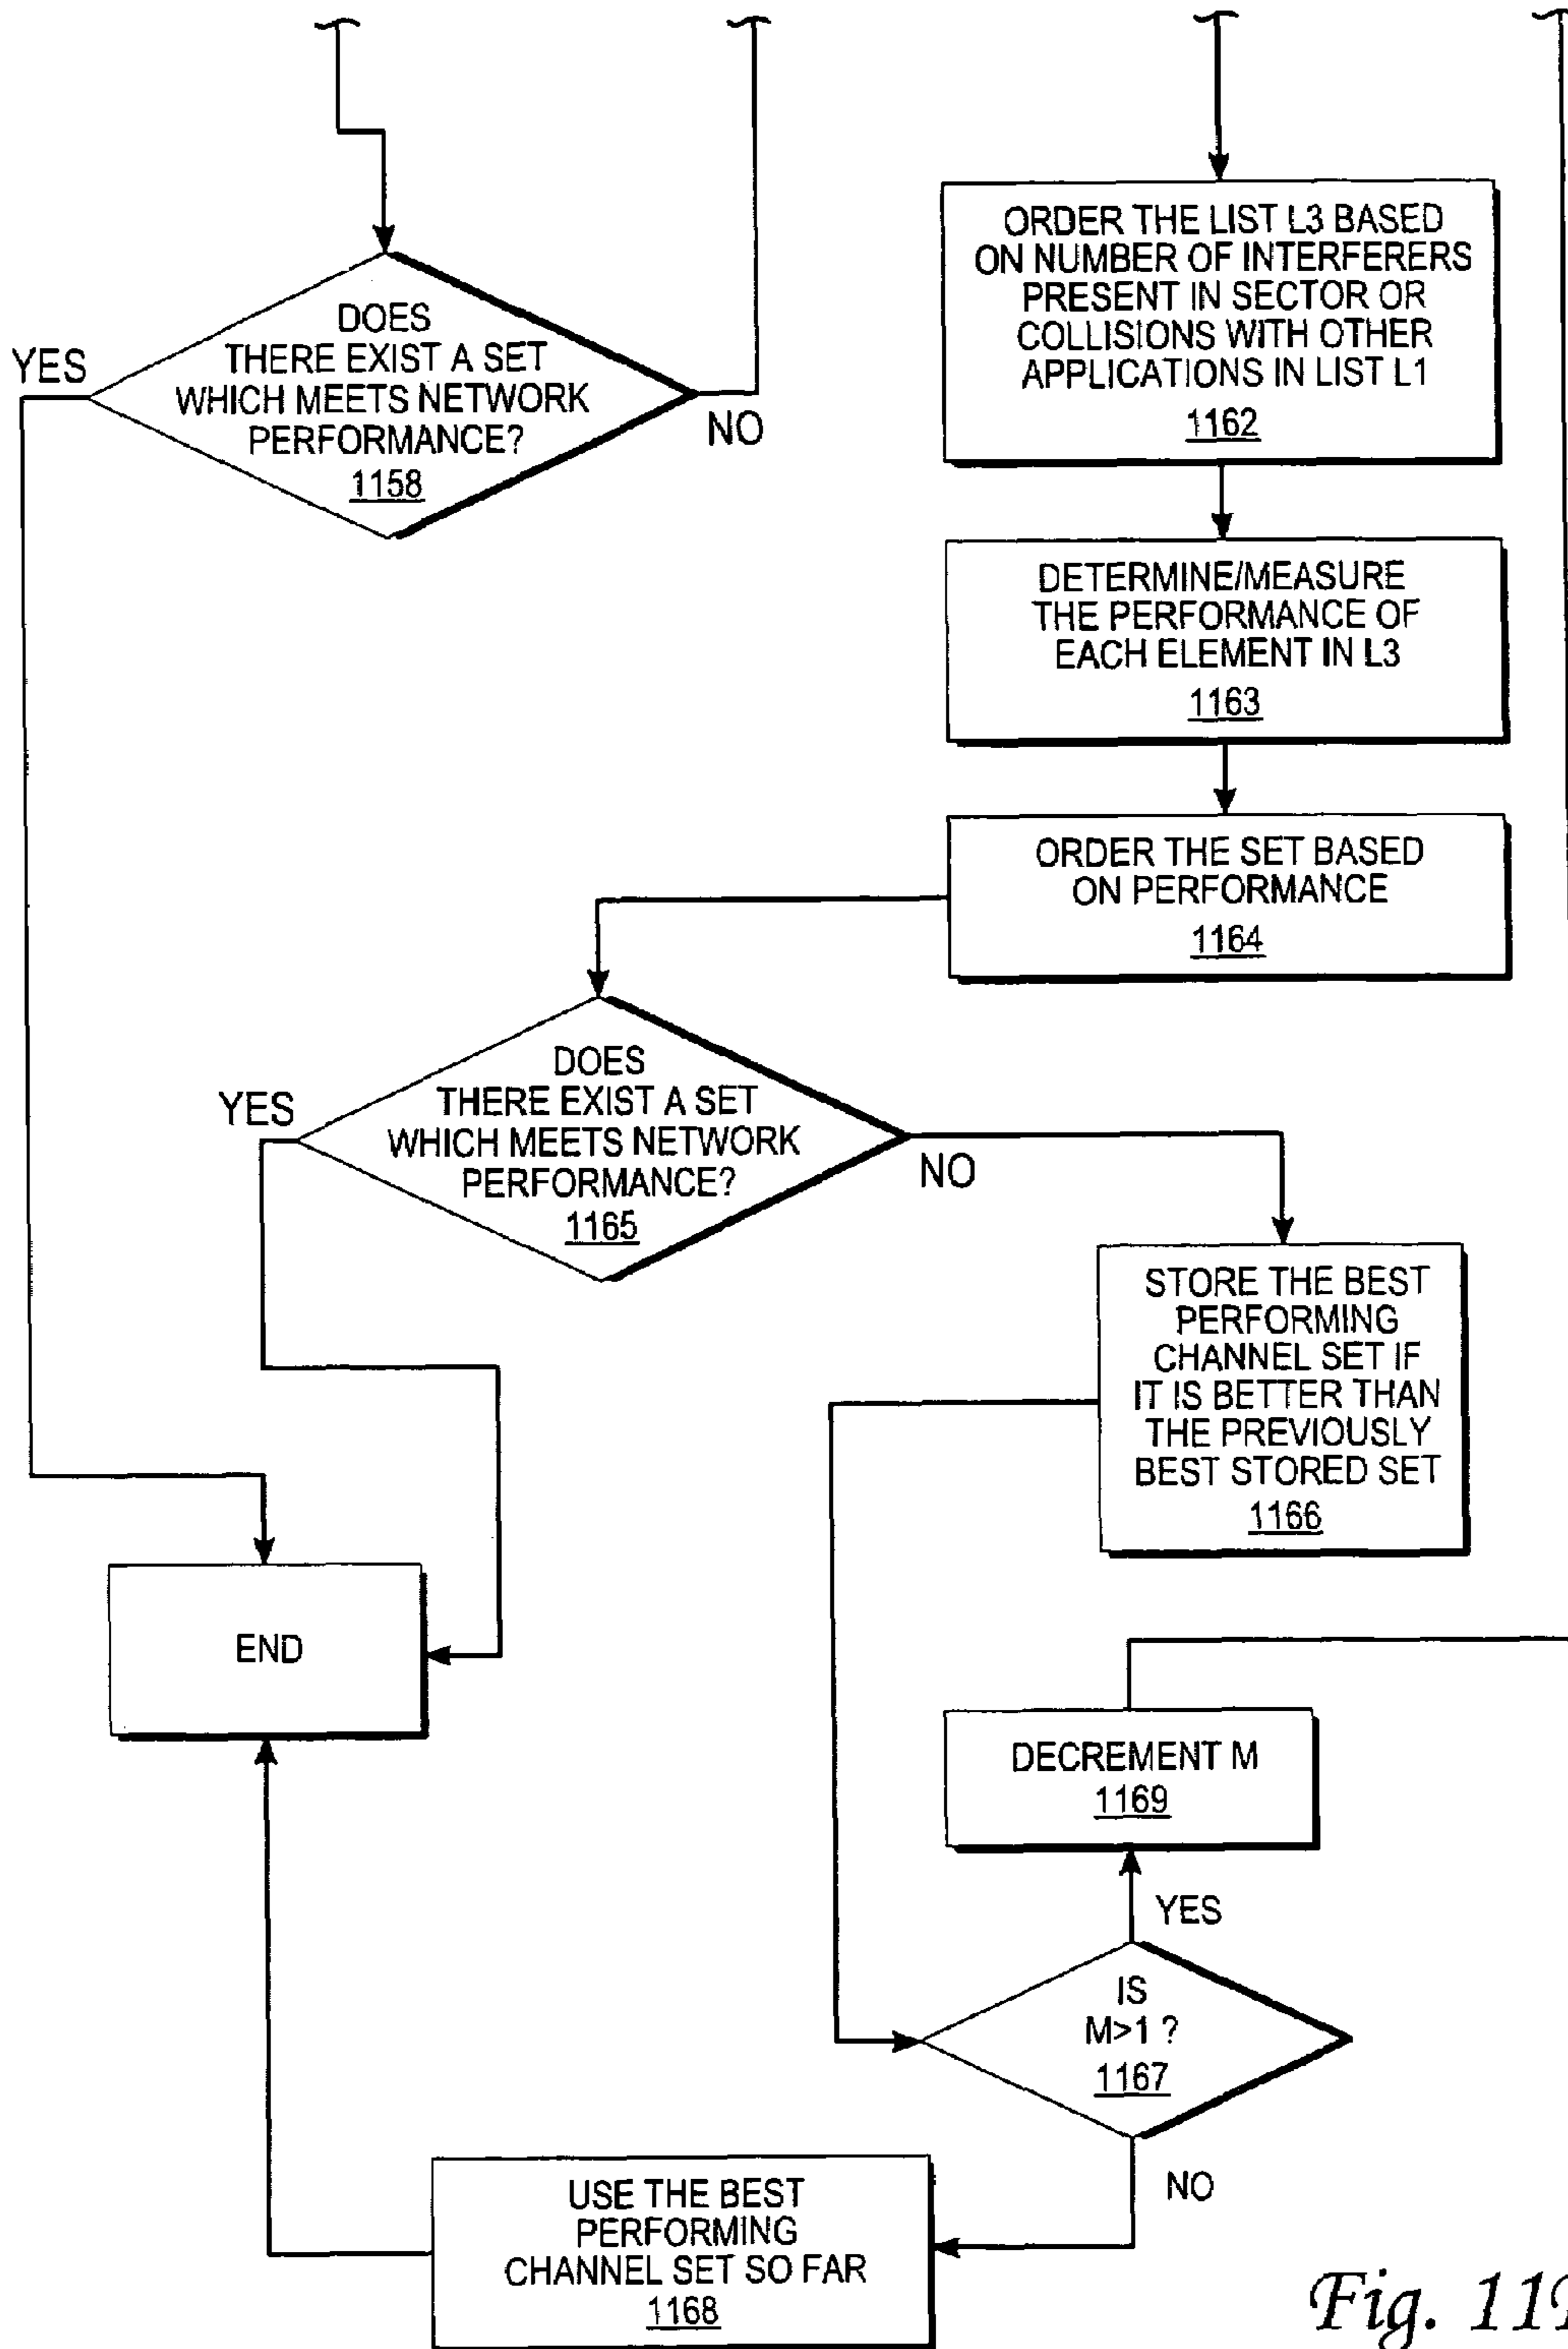 DOES
THERE EXIST A SET
WHICH MEETS NETWORK
PERFORMANCE?
1158
YES
NO
ORDER THE LIST L3 BASED
ON NUMBER OF INTERFERERS
PRESENT IN SECTOR OR
COLLISIONS WITH OTHER
APPLICATIONS IN LIST L1
1162
DETERMINE/MEASURE
THE PERFORMANCE OF
EACH ELEMENT IN L3
1163
ORDER THE SET BASED
ON PERFORMANCE
1164
DOES
THERE EXIST A SET
WHICH MEETS NETWORK
PERFORMANCE?
1165
YES
NO
STORE THE BEST
PERFORMING
CHANNEL SET IF
IT IS BETTER THAN
THE PREVIOUSLY
BEST STORED SET
1166
END
DECREMENT M
1169
YES
IS
M>1 ?
1167
NO
USE THE BEST
PERFORMING
CHANNEL SET SO FAR
1168
Fig.